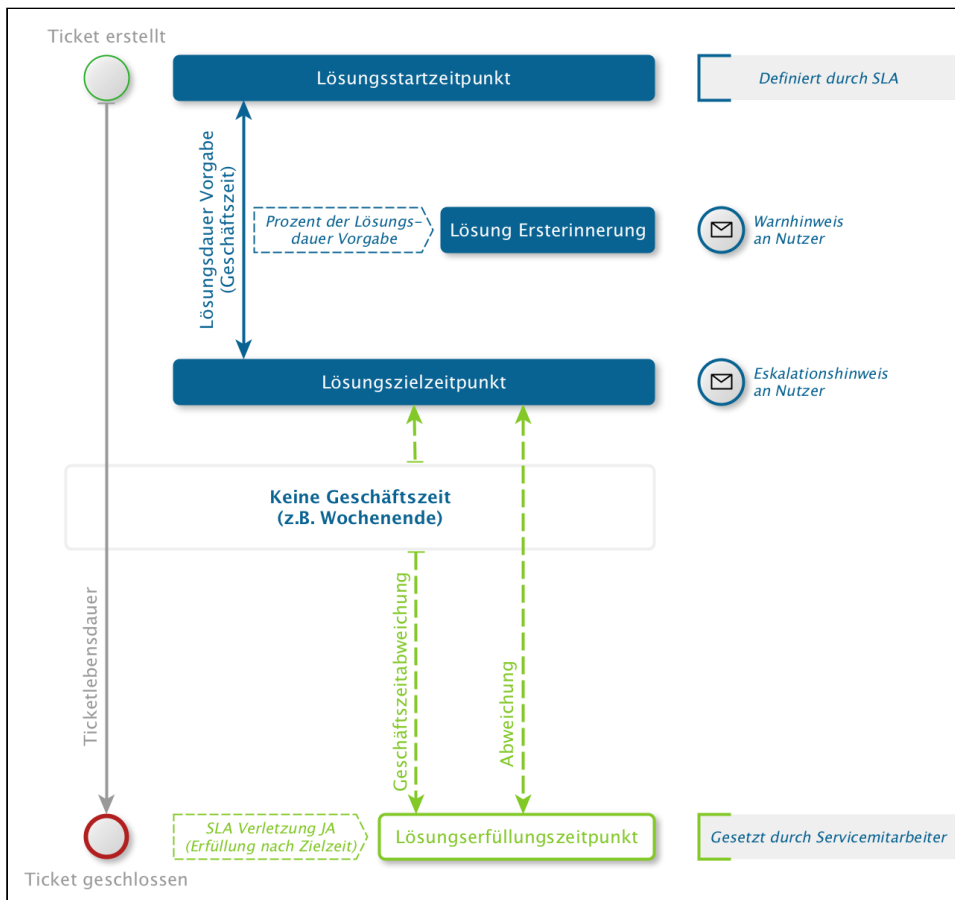 Ticket erstellt
Lösungsstartzeitpunkt
Definiert durch SLA
Lösungsdauer Vorgabe
(Geschäftszeit)
Prozent der Lösungs-
dauer Vorgabe
Lösung Ersterinnerung
Warnhinweis
an Nutzer
Lösungszielzeitpunkt
Eskalationshinweis
an Nutzer
Keine Geschäftszeit
(z.B. Wochenende)
Ticketlebensdauer
Geschäftszeitabweichung
Abweichung
SLA Verletzung JA
(Erfüllung nach Zielzeit)
Lösungserfüllungszeitpunkt
Gesetzt durch Servicemitarbeiter
Ticket geschlossen